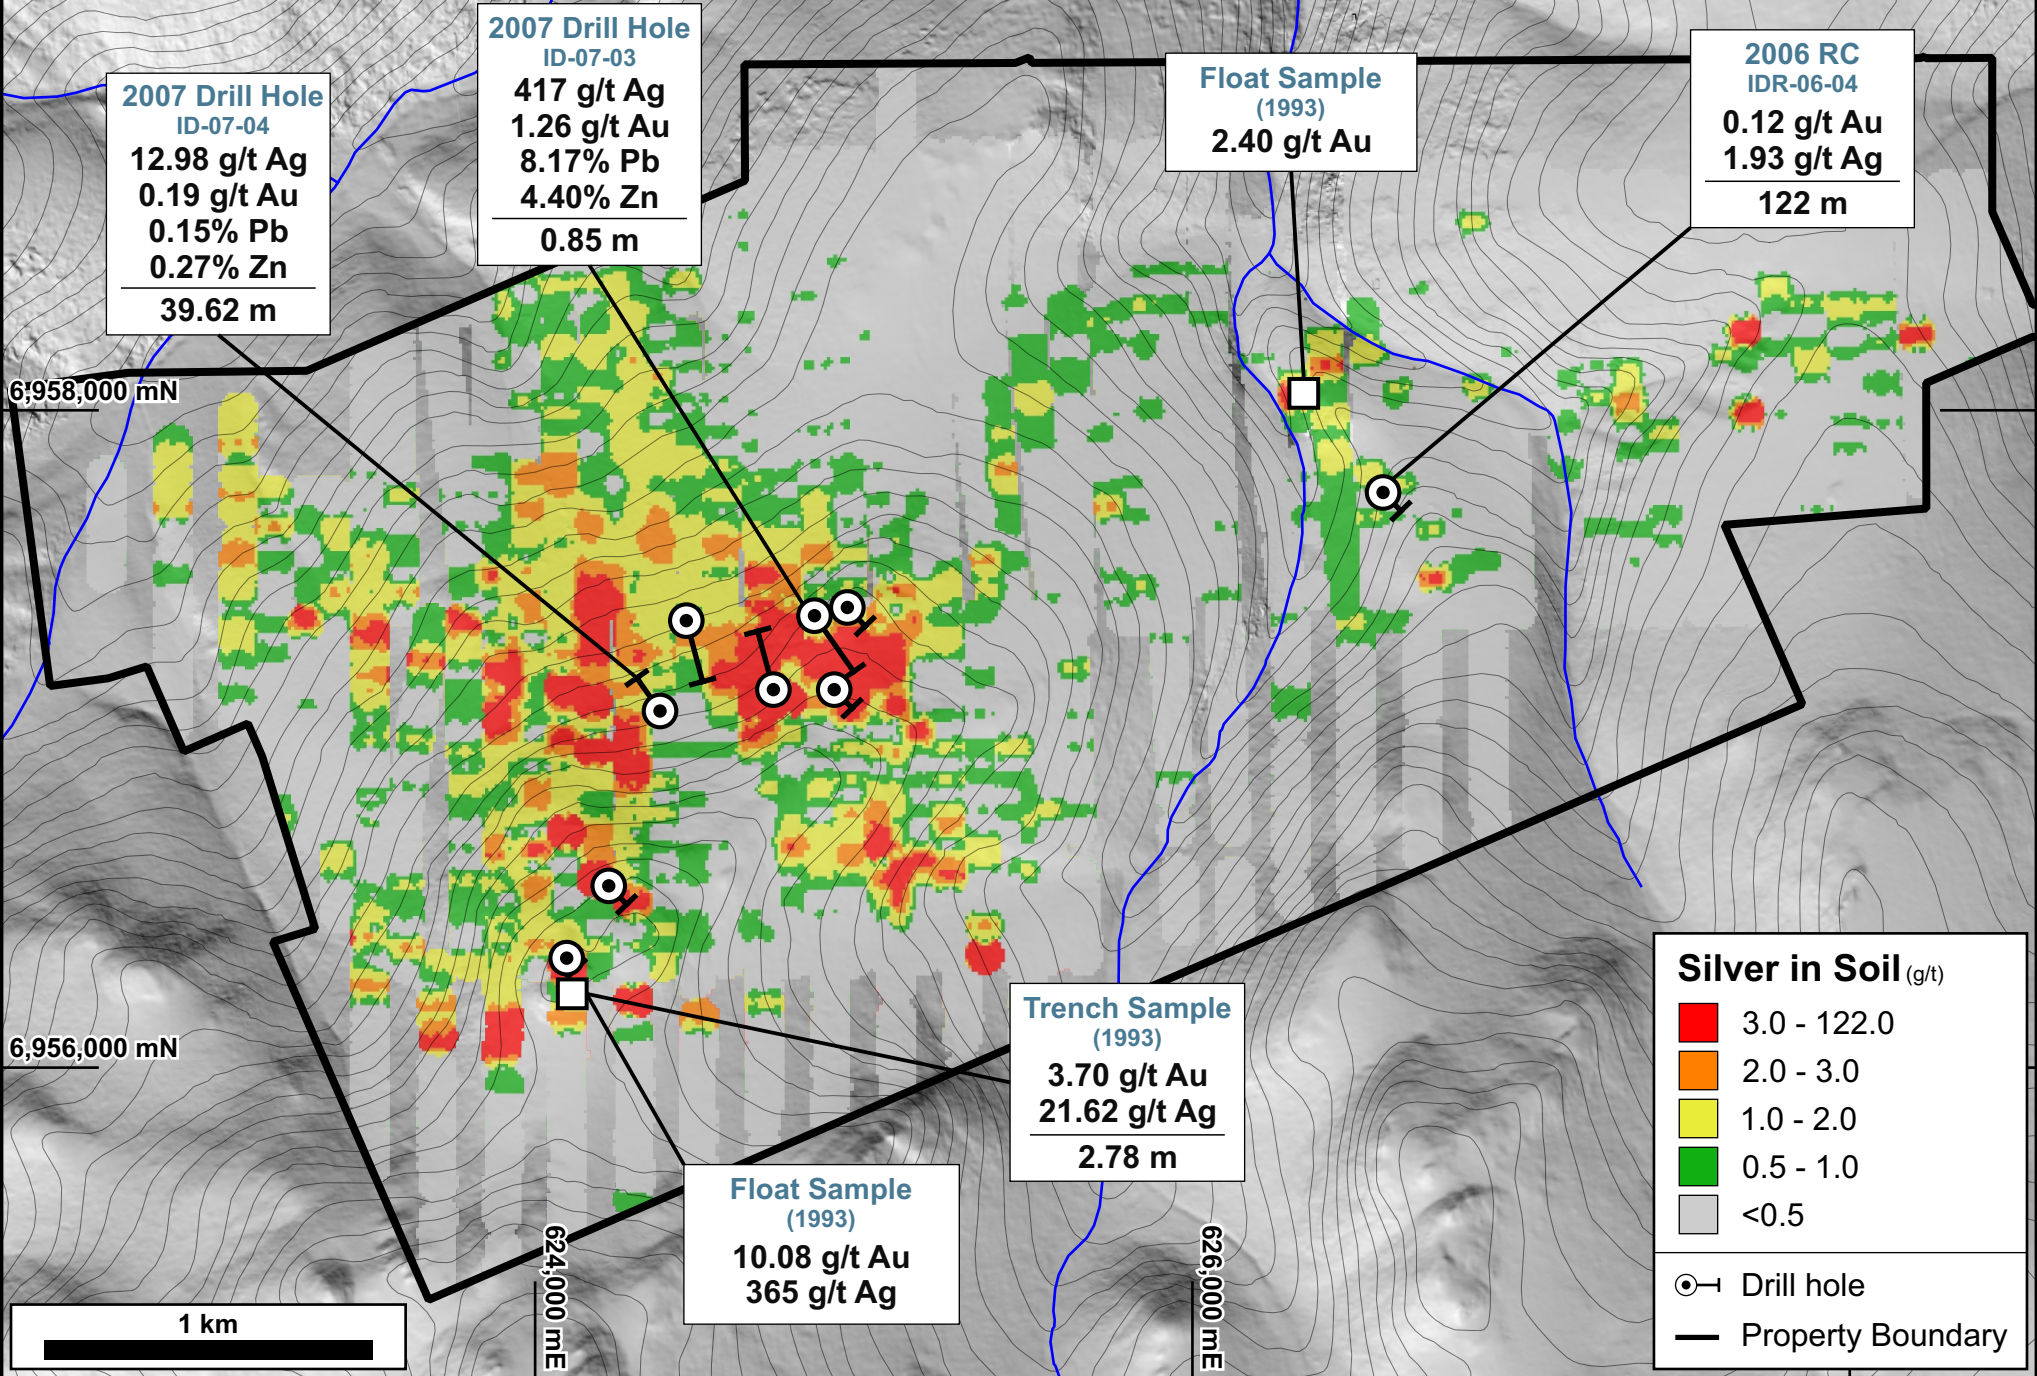 2007 Drill Hole
ID-07-04
12.98 g/t Ag
0.19 g/t Au
0.15% Pb
0.27% Zn
39.62 m
2007 Drill Hole
ID-07-03
417 g/t Ag
1.26 g/t Au
8.17% Pb
4.40% Zn
0.85 m
Float Sample
(1993)
2.40 g/t Au
2006 RC
IDR-06-04
0.12 g/t Au
1.93 g/t Ag
122 m
6,958,000 mN
6,956,000 mN
Trench Sample
(1993)
3.70 g/t Au
21.62 g/t Ag
2.78 m
Float Sample
(1993)
10.08 g/t Au
365 g/t Ag
624,000 mE
626,000 mE
1 km
Silver in Soil (g/t)
3.0 - 122.0
2.0 - 3.0
1.0 - 2.0
0.5 - 1.0
<0.5
Drill hole
Property Boundary